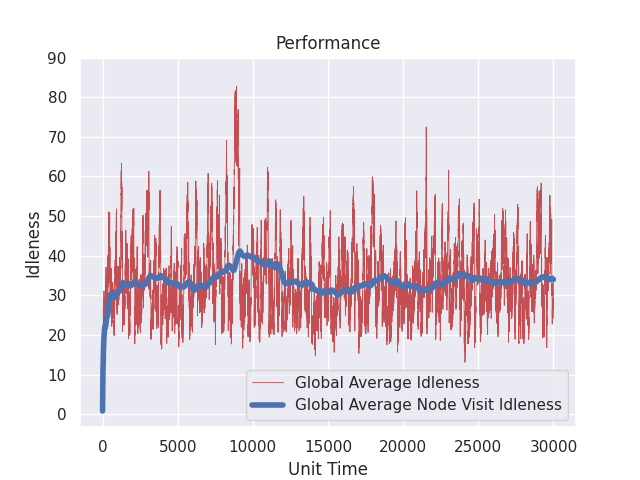 Performance
90
80
70
60
50
40
30
20
10
0
Idleness
Global Average Idleness
Global Average Node Visit Idleness
0 5000 10000 15000 20000 25000 30000
Unit Time